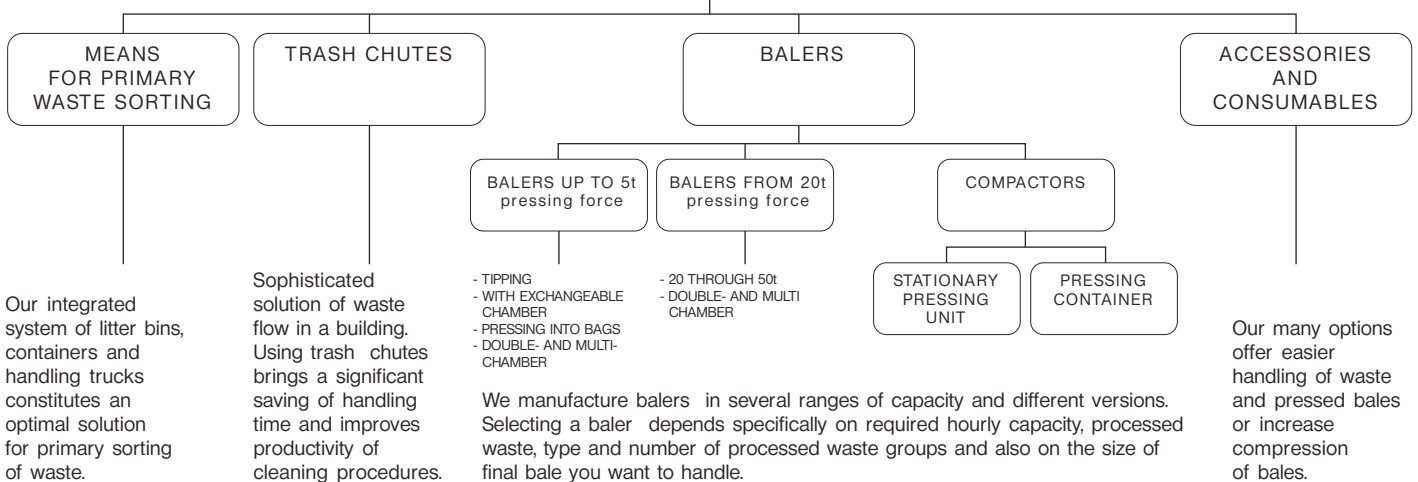 MEANS
FOR PRIMARY
WASTE SORTING
TRASH CHUTES
BALERS
ACCESSORIES
AND
CONSUMABLES
BALERS UP TO 5t
pressing force
BALERS FROM 20t
pressing force
COMPACTORS
STATIONARY
PRESSING
UNIT
PRESSING
CONTAINER
Our integrated
system of litter bins,
containers and
handling trucks
constitutes an
optimal solution
for primary sorting
of waste.
Sophisticated
solution of waste
flow in a building.
Using trash chutes
brings a significant
saving of handling
time and improves
productivity of
cleaning procedures.
- TIPPING
- WITH EXCHANGEABLE
CHAMBER
- PRESSING INTO BAGS
- DOUBLE- AND MULTI-
CHAMBER
- 20 THROUGH 50t
- DOUBLE- AND MULTI
CHAMBER
We manufacture balers in several ranges of capacity and different versions.
Selecting a baler depends specifically on required hourly capacity, processed
waste, type and number of processed waste groups and also on the size of
final bale you want to handle.
Our many options
offer easier
handling of waste
and pressed bales
or increase
compression
of bales.